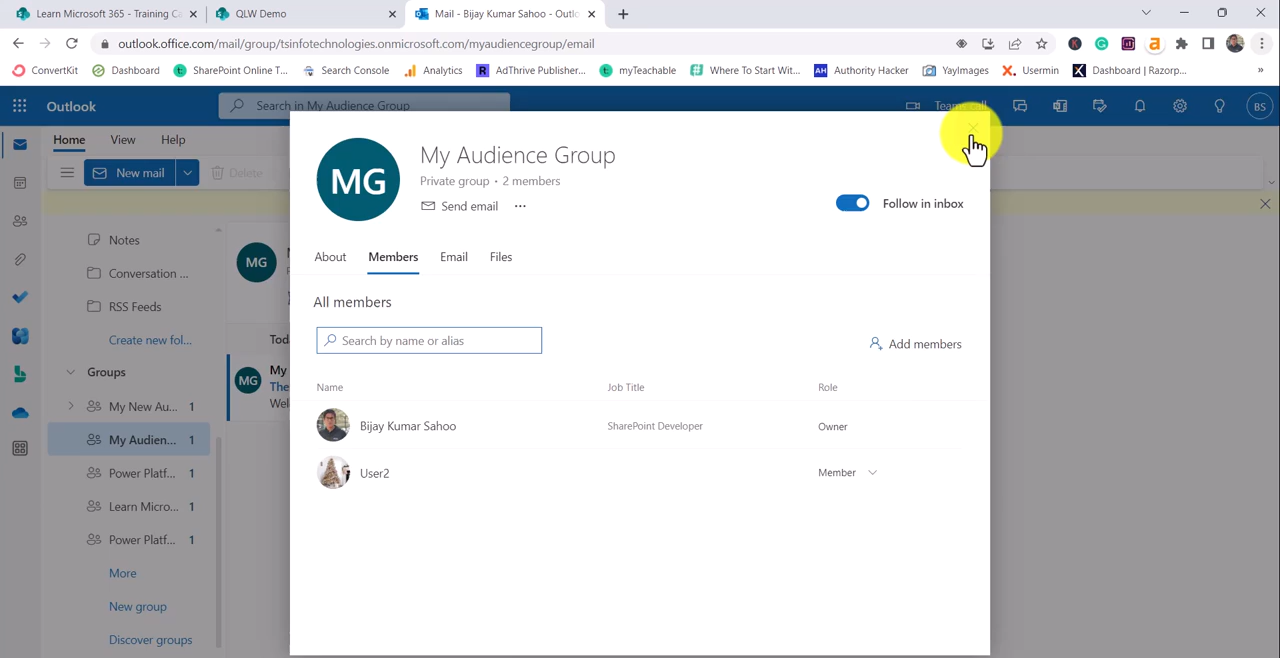 Learn Microsoft 365 - Training Ca
QLW Demo
Mail - Bijay Kumar Sahoo - Outlo
outlook.office.com/mail/group/tsinfotechnologies.onmicrosoft.com/myaudiencegroup/email
ConvertKit
Dashboard
SharePoint Online T...
Search Console
Analytics
AdThrive Publisher...
myTeachable
Where To Start Wit...
AH
Authority Hacker
YayImages
Usermin
Dashboard | Razorp...
»
Outlook
Search in My Audience Group
Teams call
BS
Home
View
Help
New mail
Delete
MG
My Audience Group
Private group • 2 members
Send email
Follow in inbox
About
Members
Email
Files
All members
Search by name or alias
Add members
Name
Job Title
Role
Bijay Kumar Sahoo
SharePoint Developer
Owner
User2
Member
Notes
Conversation ...
RSS Feeds
Create new fol...
Groups
My New Au... 1
My Audien... 1
Power Platf... 1
Learn Micro... 1
Power Platf... 1
More
New group
Discover groups
MG
Toda
MG
My
The
Wel